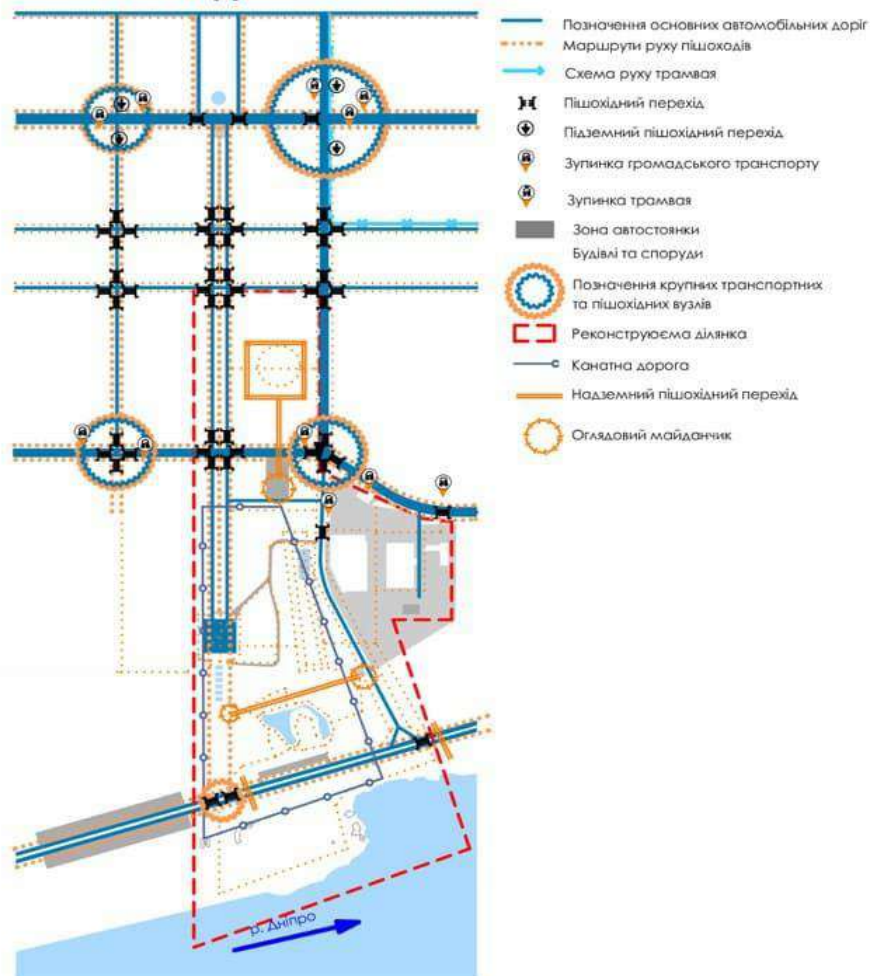 Позначення основних автомобільних доріг
Маршрути руху пішоходів
Схема руху трамвая
Пішохідний перехід
Підземний пішохідний перехід
Зупинка громадського транспорту
Зупинка трамвая
Зона автостоянки
Будівлі та споруди
Позначення крупних транспортних
та пішохідних вузлів
Реконструюєма ділянка
Канатна дорога
Надземний пішохідний перехід
Оглядовий майданчик
р. Дніпро